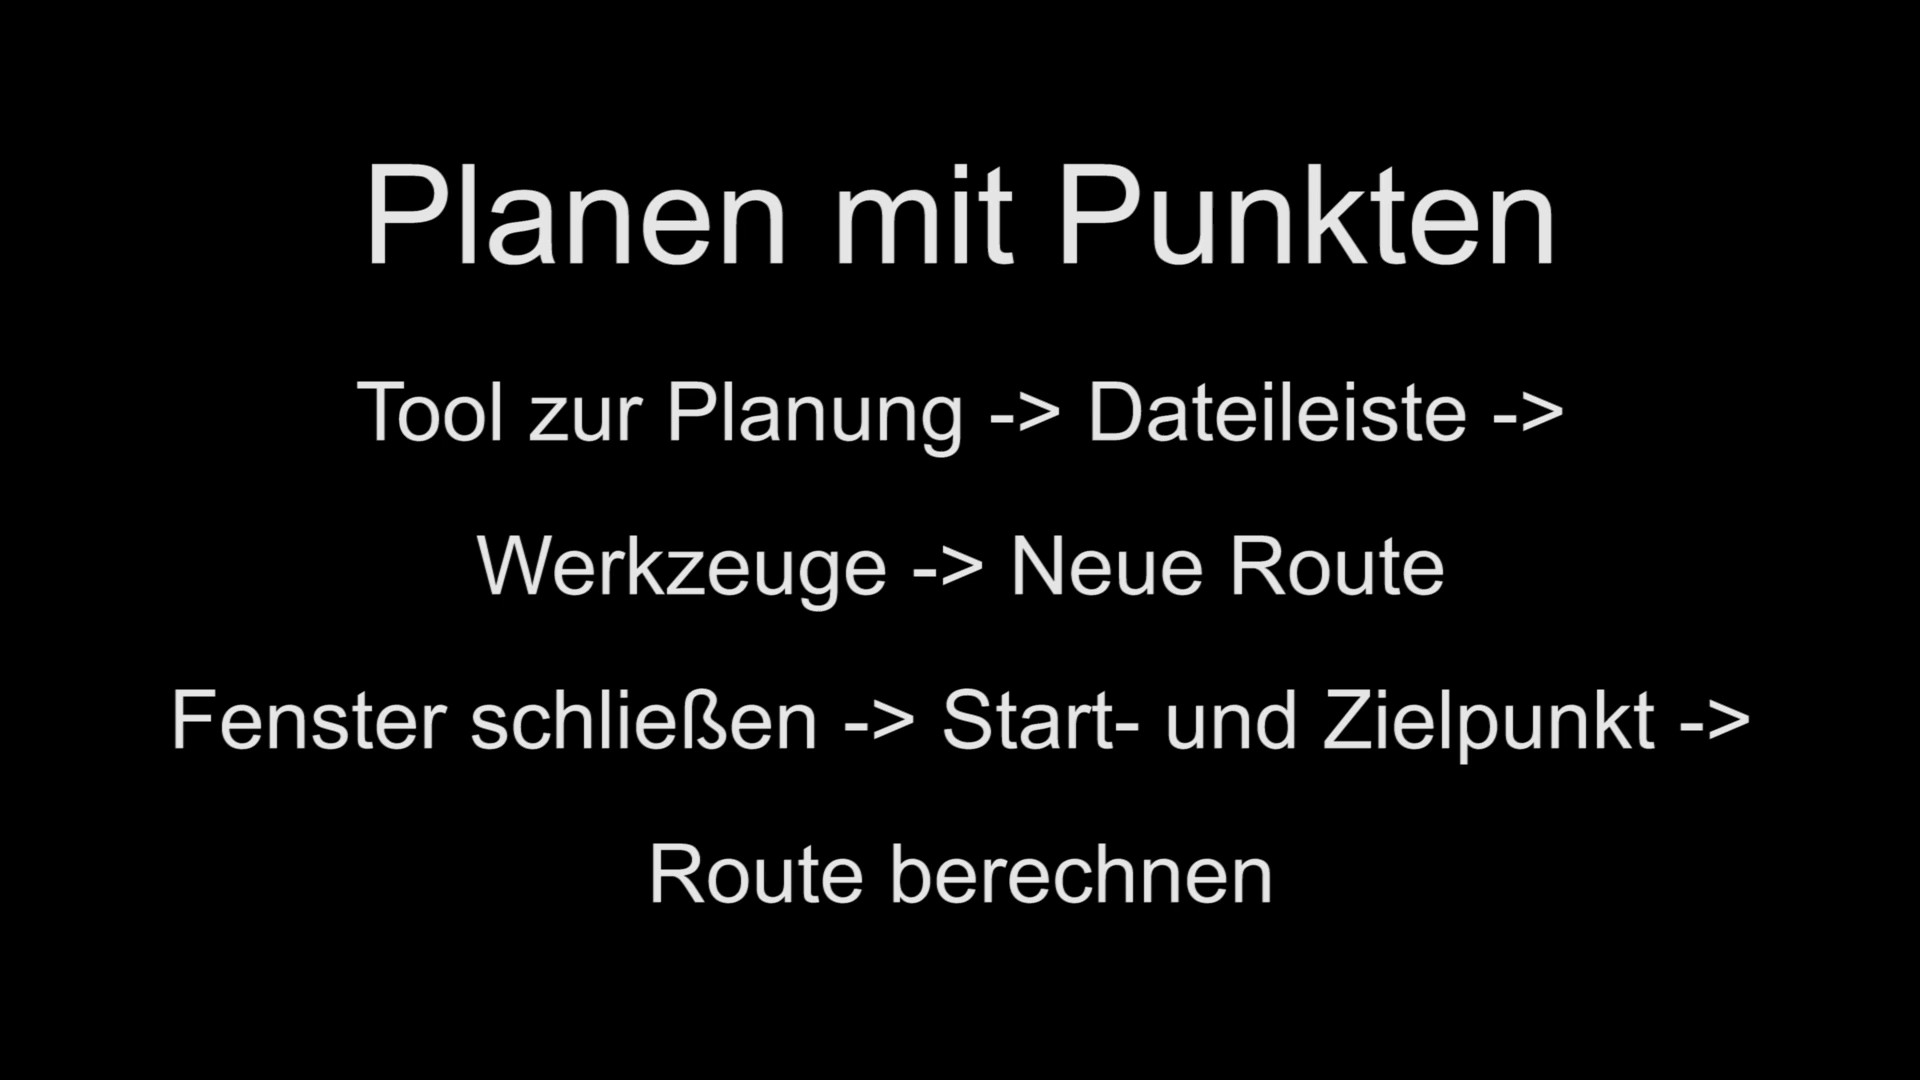 Planen mit Punkten
Tool zur Planung -> Dateileiste ->
Werkzeuge -> Neue Route
Fenster schließen -> Start- und Zielpunkt ->
Route berechnen